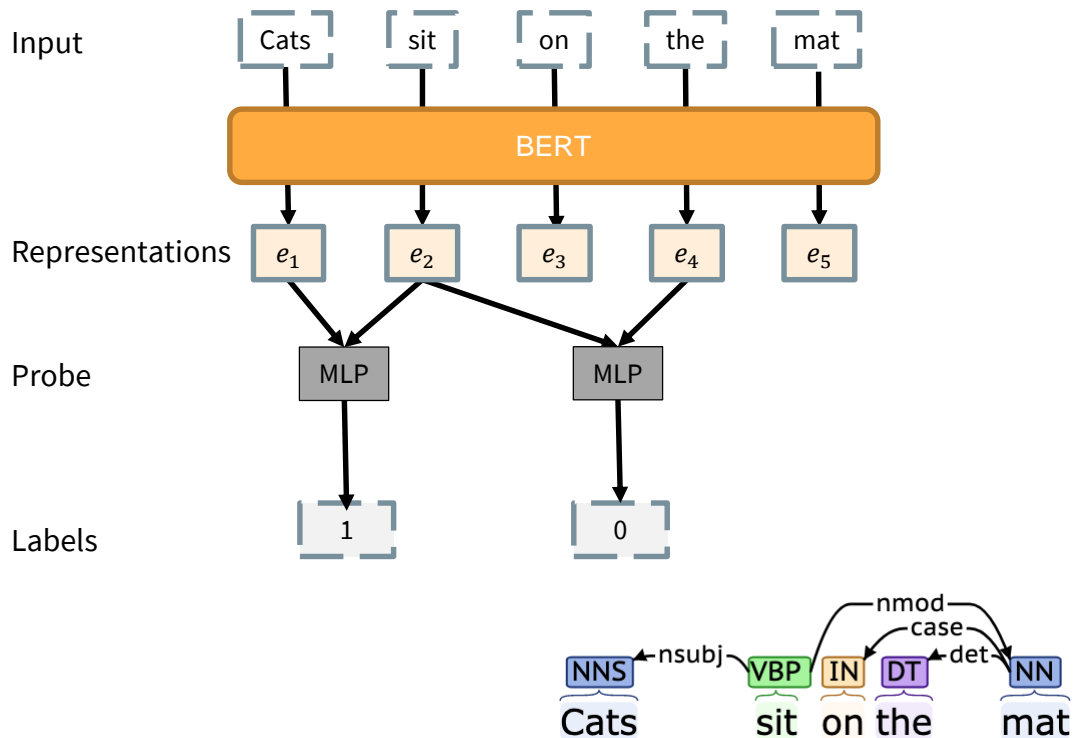 Input Cats sit on the mat
BERT
Representations e₁ e₂ e₃ e₄ e₅
Probe MLP MLP
Labels 1 0
nmod
case
nsubj det
NNS VBP IN DT NN
Cats sit on the mat